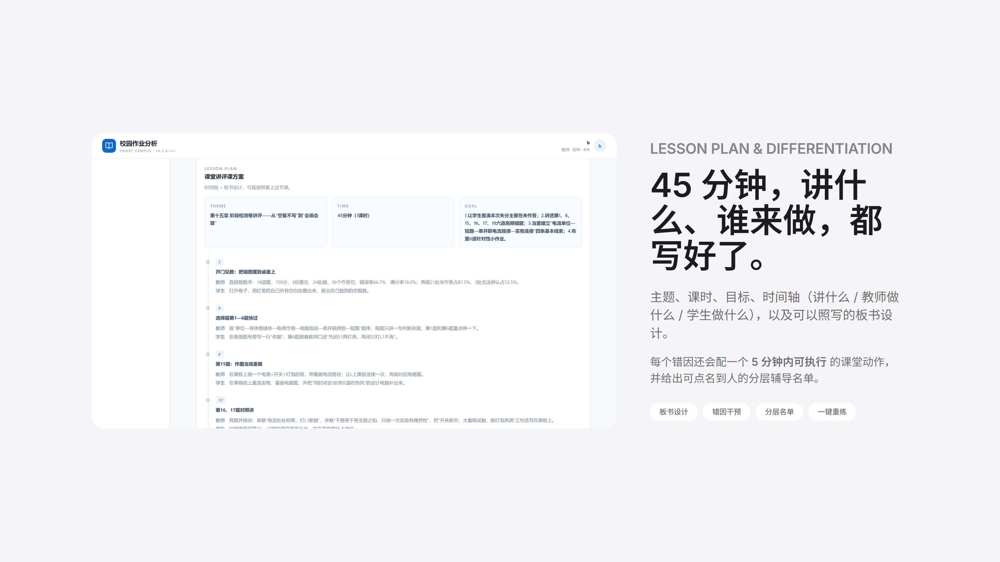 校园作业分析
SMART CAMPUS · v0.2.0-rc1
b
教师 · 初中 · 808
b
LESSON PLAN
课堂讲评课方案
时间轴 + 板书设计，可直接照着上这节课。
THEME
第十五章 阶段检测卷讲评——从“空着不写”到“会画会
算”
TIME
45分钟（1课时）
GOAL
1.让学生看清本次失分主要在未作答；2.讲透第1、6、
15、16、17、18六道高频错题；3.当堂建立“电流单位—
短路—串并联电流规律—实物连接”四条基本线索；4.布
置6道针对性小作业。
5′
开门见数：把错因摆到桌面上
教师 直接报数字：18道题、100分、3份提交、24处错、36个作答位、错误率66.7%、得分率18.0%；再报21处未作答占87.5%、3处无法辨认占12.5%。
学生 打开卷子，用红笔把自己所有空白处圈出来，报出自己数到的空题数。
8′
选择题第1—6题快过
教师 按“单位—导体绝缘体—电荷作用—电路组成—串并联辨别—短路”顺序，每题只讲一句判断依据，第1题和第6题重点停一下。
学生 在卷面题号旁写一行“依据”，第6题跟着教师口述“先闭S1两灯亮，再闭S2灯L1不亮”。
8′
第15题：作图当场重做
教师 在黑板上画一个电源+开关+灯泡的框，带着画电流路径；让c上黑板连接一次，再画对应电路图。
学生 在草稿纸上重连实物、重画电路图，并把“同时闭合S时和S温吹热风”的设计电路补出来。
10′
第16、17题对照讲
教师 两题并排讲：串联“电流处处相等、灯L1断路”，并联“干路等于各支路之和、只做一次实验有偶然性”，把“开关断开、大量程试触、换灯泡再测”三句话写在黑板上。
学生 对照卷面把第16、17题的填空逐条补全，并在表格旁补上单位。
LESSON PLAN & DIFFERENTIATION
45 分钟，讲什
么、谁来做，都
写好了。
主题、课时、目标、时间轴（讲什么 / 教师做
什么 / 学生做什么），以及可以照写的板书设
计。
每个错因还会配一个 5 分钟内可执行 的课堂动作，
并给出可点名到人的分层辅导名单。
板书设计
错因干预
分层名单
一键重练